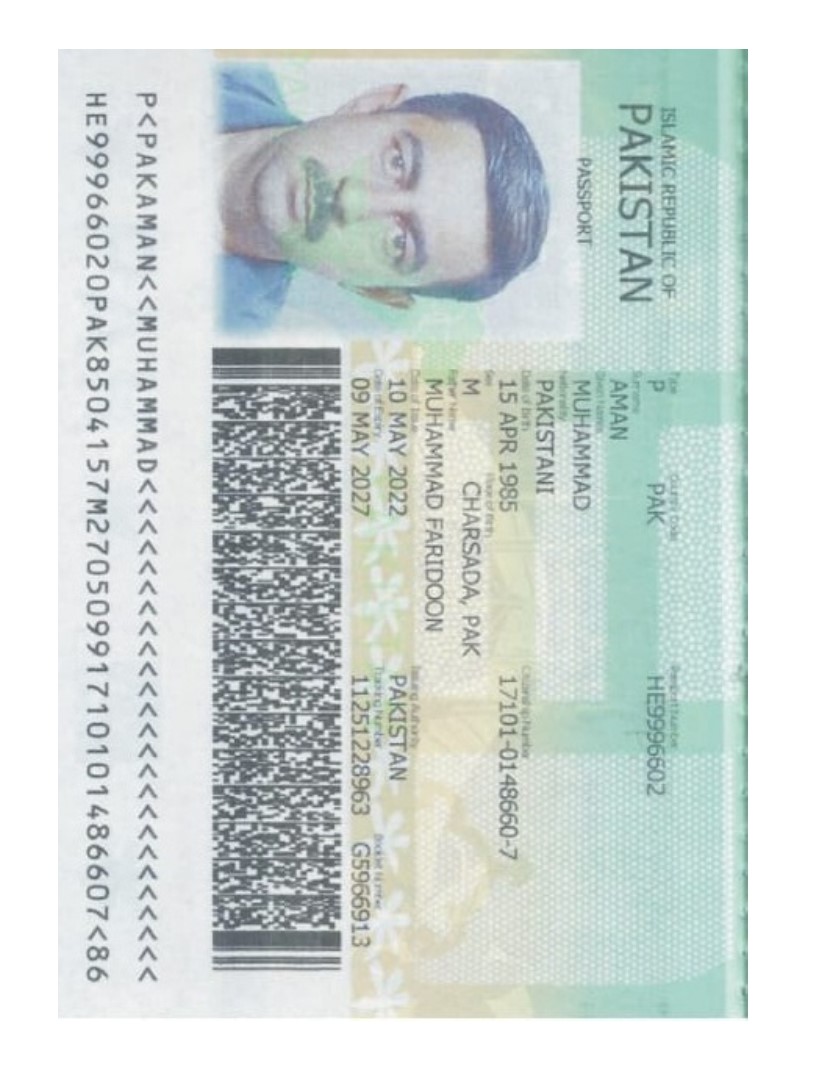 ISLAMIC REPUBLIC OF
PAKISTAN
PASSPORT
Type Country Code Passport Number
P PAK HE9996602
Surname
AMAN
Given Names
MUHAMMAD
Nationality
PAKISTANI
Date of Birth Citizenship Number
15 APR 1985 17101-0148660-7
Sex Place of Birth
M CHARSADA, PAK
Father Name
MUHAMMAD FARIDOON
Date of Issue Issuing Authority
10 MAY 2022 PAKISTAN
Date of Expiry Tracking Number Booklet Number
09 MAY 2027 11251228963 G5966913
P<PAKAMAN<<MUHAMMAD<<<<<<<<<<<<<<<<<<<<<<<<<
HE99966020PAK8504157M27050991710101486607<86